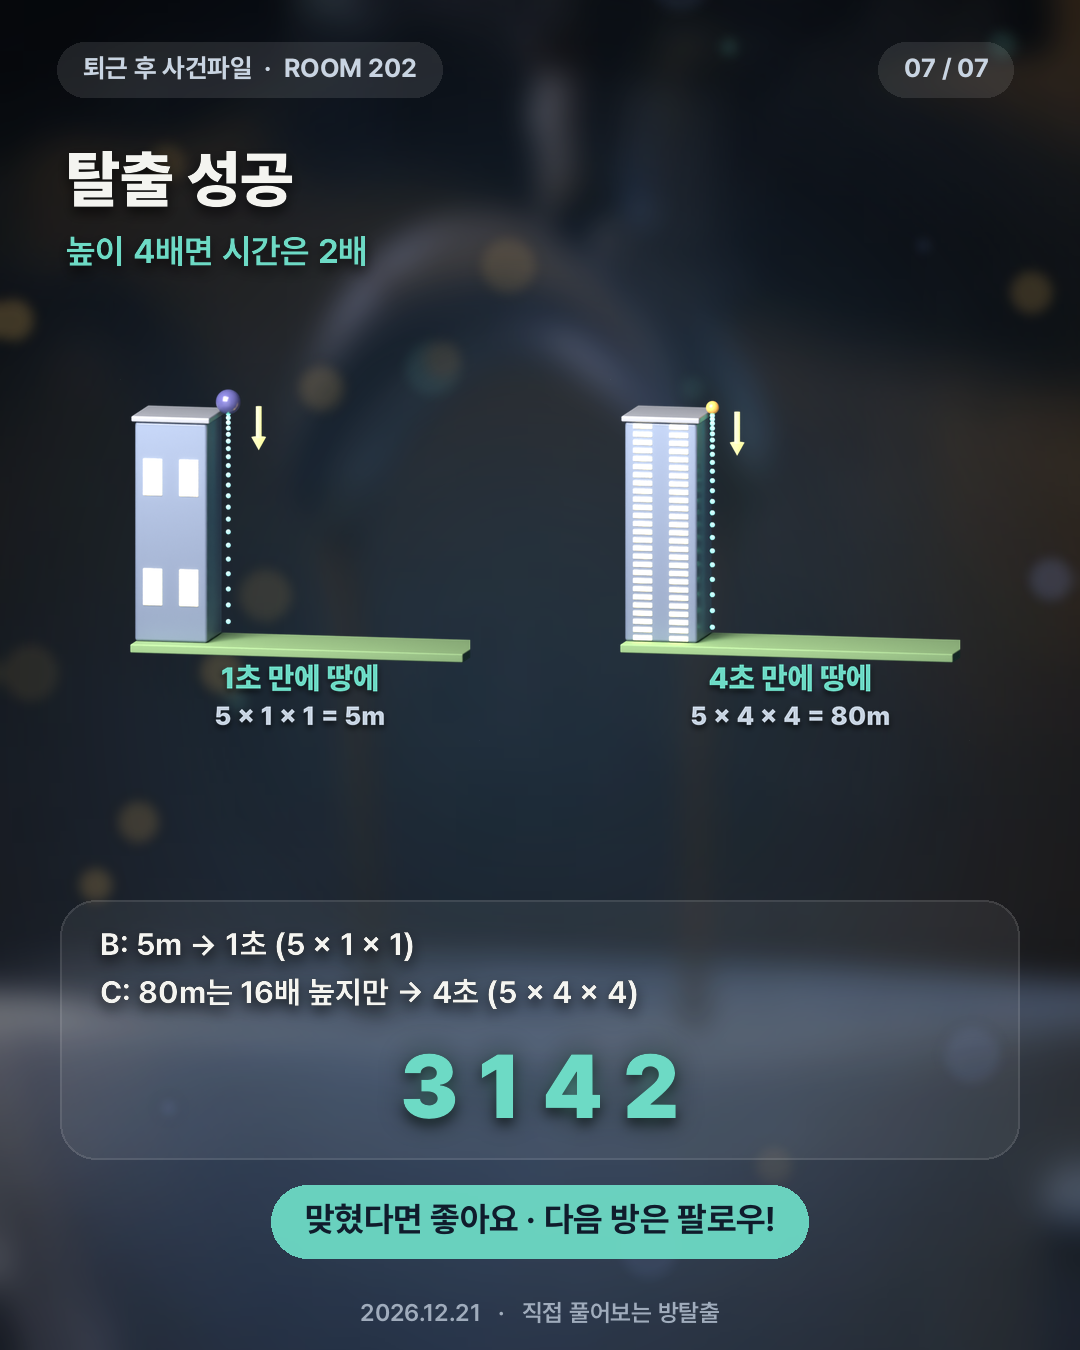 퇴근 후 사건파일 · ROOM 202
07 / 07
탈출 성공
높이 4배면 시간은 2배
1초 만에 땅에
5 × 1 × 1 = 5m
4초 만에 땅에
5 × 4 × 4 = 80m
B: 5m → 1초 (5 × 1 × 1)
C: 80m는 16배 높지만 → 4초 (5 × 4 × 4)
3 1 4 2
맞혔다면 좋아요 · 다음 방은 팔로우!
2026.12.21 · 직접 풀어보는 방탈출